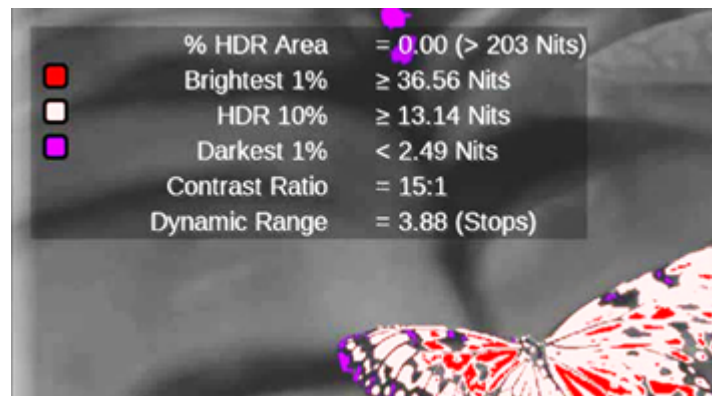 % HDR Area = 0.00 (> 203 Nits)
Brightest 1% ≥ 36.56 Nits
HDR 10% ≥ 13.14 Nits
Darkest 1% < 2.49 Nits
Contrast Ratio = 15:1
Dynamic Range = 3.88 (Stops)